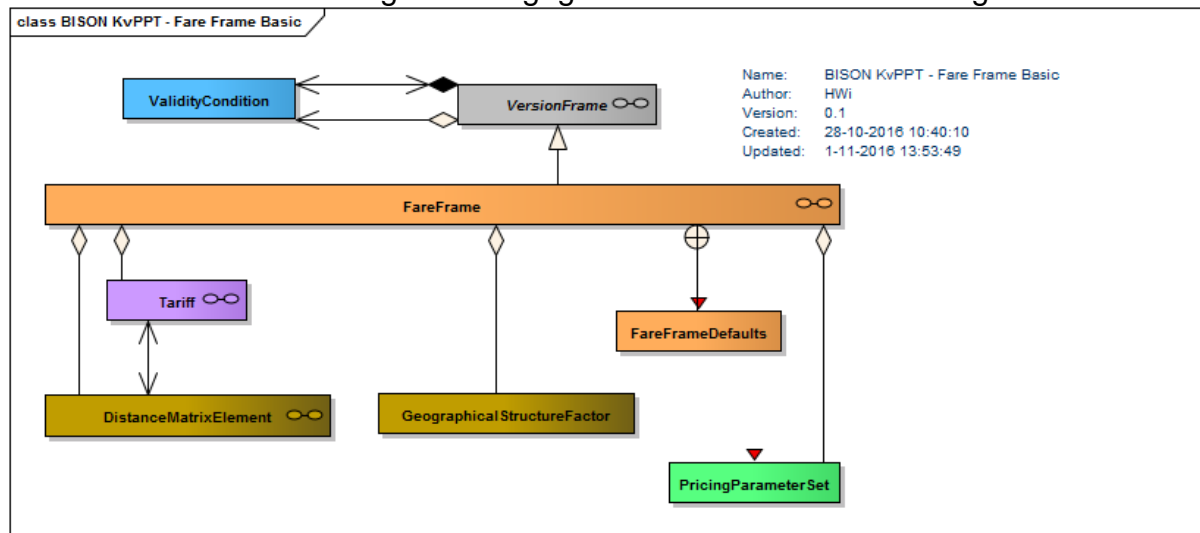 class BISON KvPPT - Fare Frame Basic
Name: BISON KvPPT - Fare Frame Basic
Author: HWi
Version: 0.1
Created: 28-10-2016 10:40:10
Updated: 1-11-2016 13:53:49
ValidityCondition
VersionFrame
FareFrame
Tariff
FareFrameDefaults
DistanceMatrixElement
GeographicalStructureFactor
PricingParameterSet